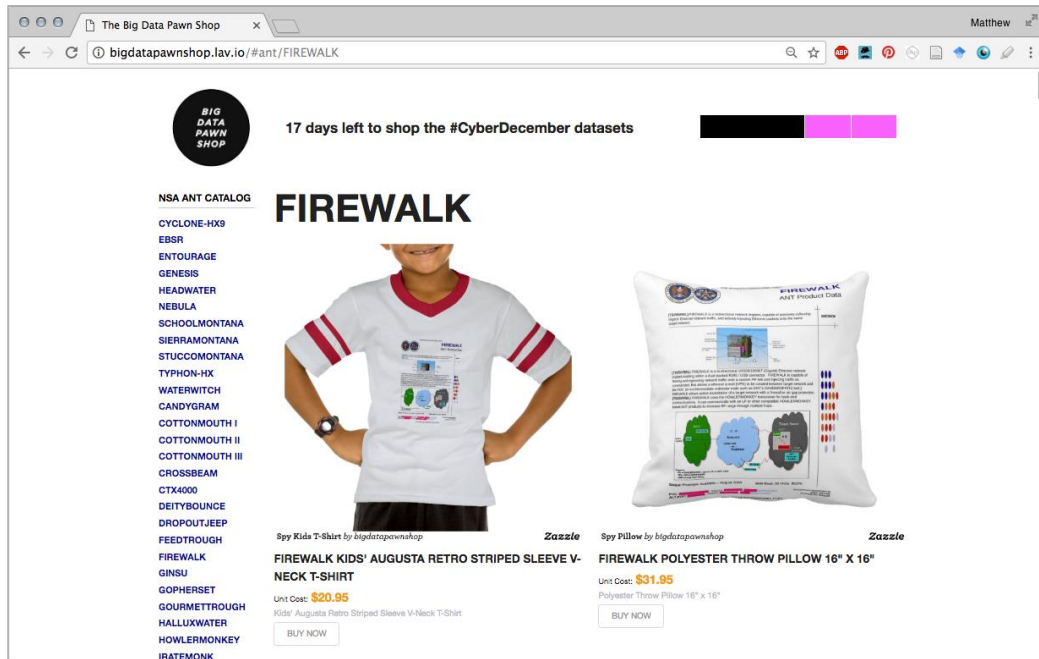 The Big Data Pawn Shop
Matthew
bigdatapawnshop.lav.io/#ant/FIREWALK
ABP
BIG
DATA
PAWN
SHOP
17 days left to shop the #CyberDecember datasets
NSA ANT CATALOG
CYCLONE-HX9
EBSR
ENTOURAGE
GENESIS
HEADWATER
NEBULA
SCHOOLMONTANA
SIERRAMONTANA
STUCCOMONTANA
TYPHON-HX
WATERWITCH
CANDYGRAM
COTTONMOUTH I
COTTONMOUTH II
COTTONMOUTH III
CROSSBEAM
CTX4000
DEITYBOUNCE
DROPOUTJEEP
FEEDTROUGH
FIREWALK
GINSU
GOPHERSET
GOURMETTROUGH
HALLUXWATER
HOWLERMONKEY
IRATEMONK
FIREWALK
FIREWALK
FIREWALK
ANT Product Data
Spy Kids T-Shirt by bigdatapawnshop
Zazzle
FIREWALK KIDS' AUGUSTA RETRO STRIPED SLEEVE V-
NECK T-SHIRT
Unit Cost: $20.95
Kids' Augusta Retro Striped Sleeve V-Neck T-Shirt
BUY NOW
Spy Pillow by bigdatapawnshop
Zazzle
FIREWALK POLYESTER THROW PILLOW 16" X 16"
Unit Cost: $31.95
Polyester Throw Pillow 16" x 16"
BUY NOW